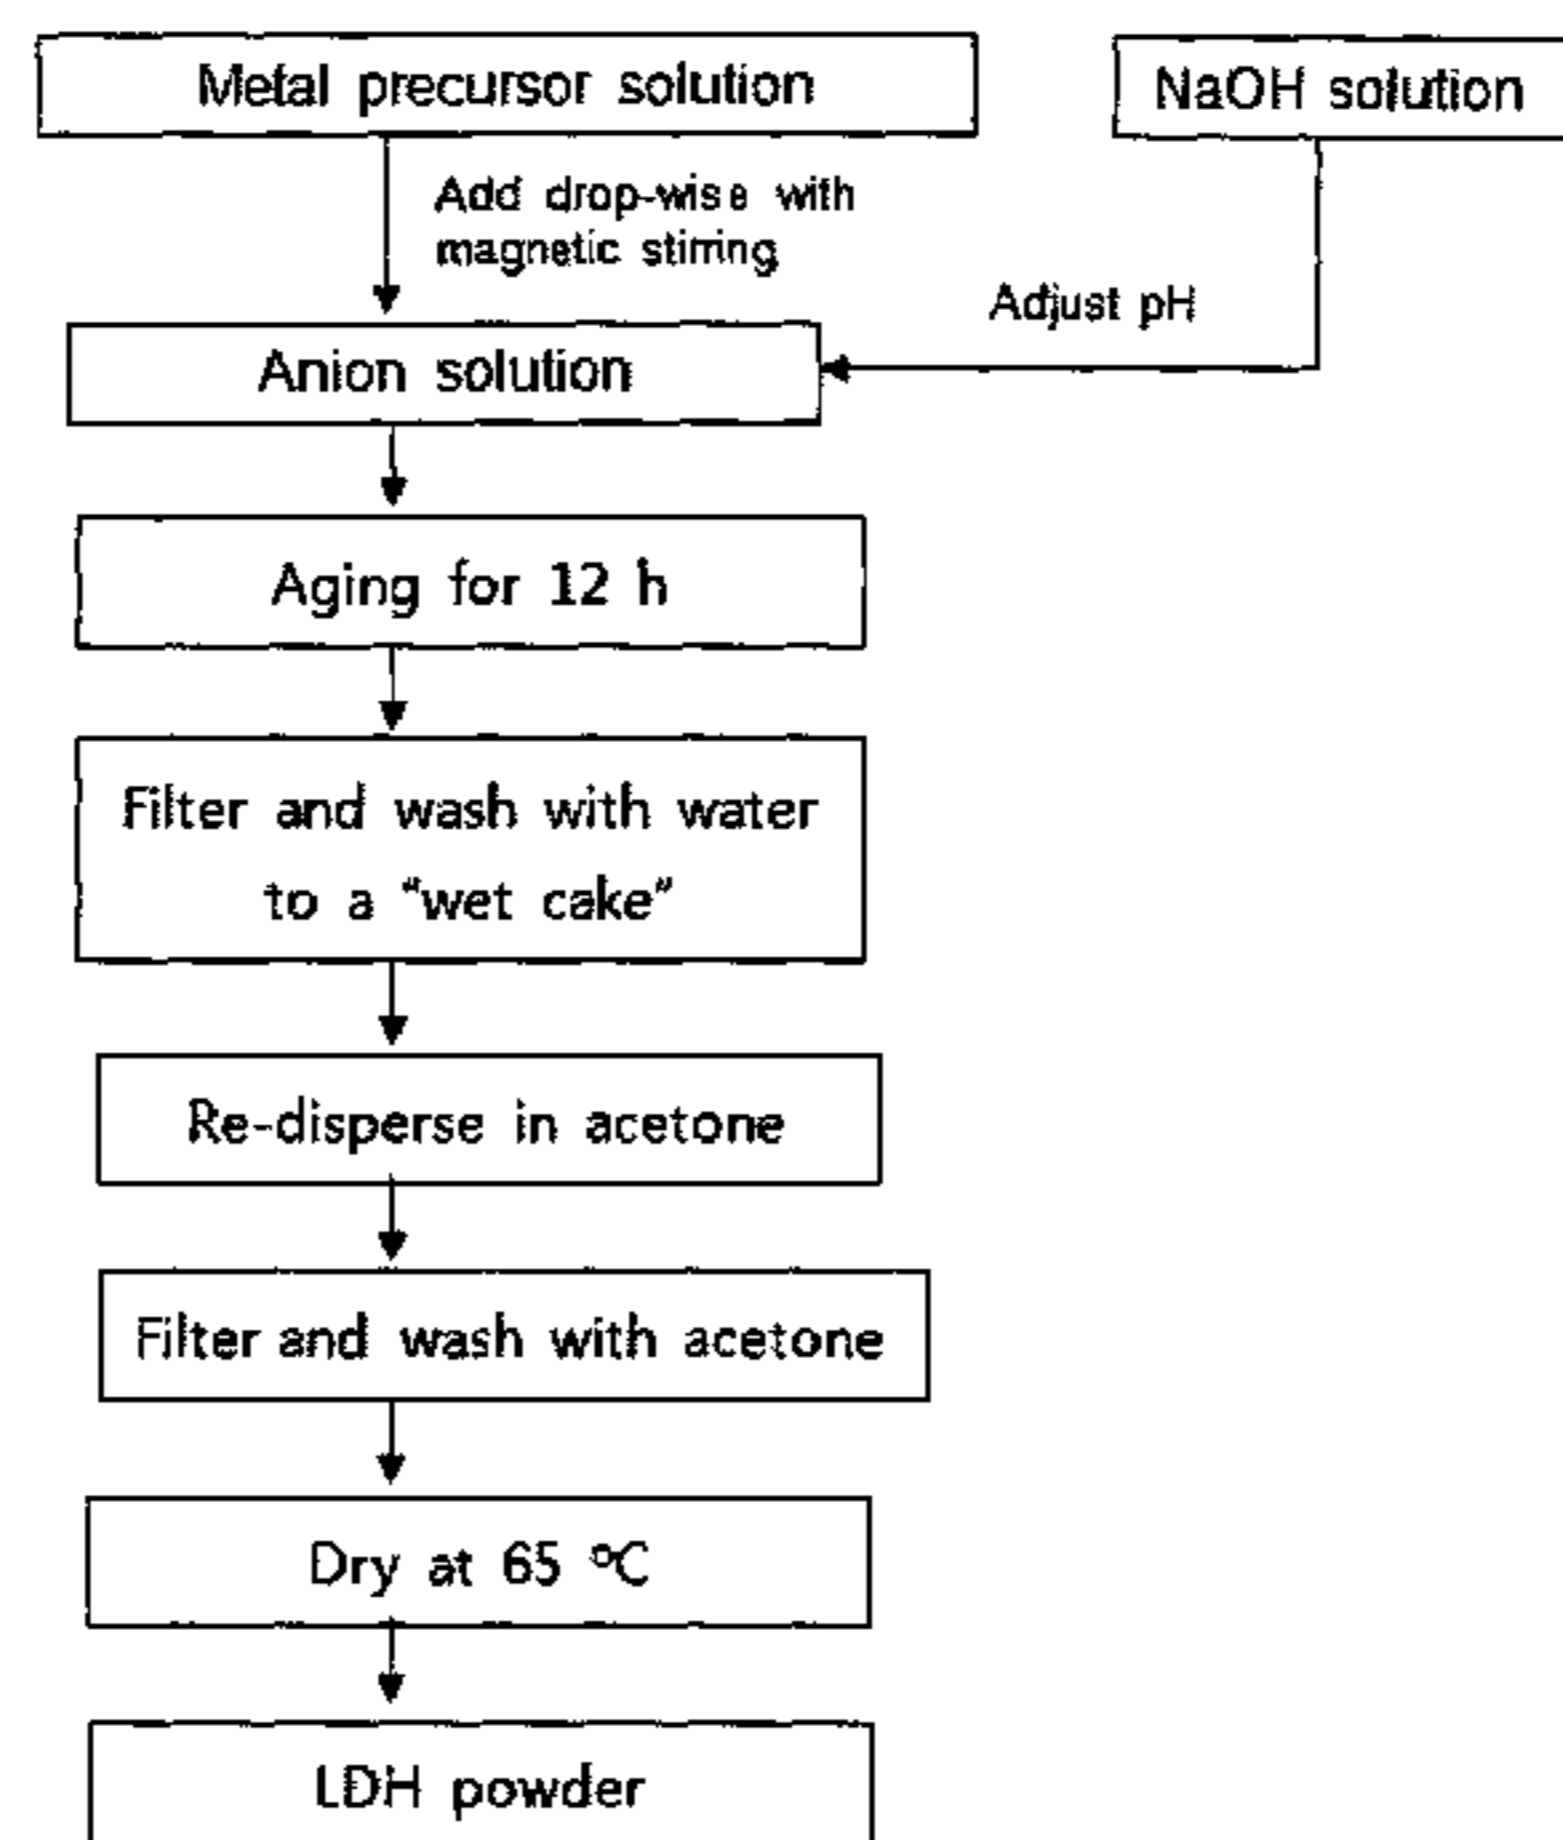 Metal precursor solution
NaOH solution
Add drop-wise with
magnetic stirring
Adjust pH
Anion solution
Aging for 12 h
Filter and wash with water
to a “wet cake”
Re-disperse in acetone
Filter and wash with acetone
Dry at 65 ºC
LDH powder